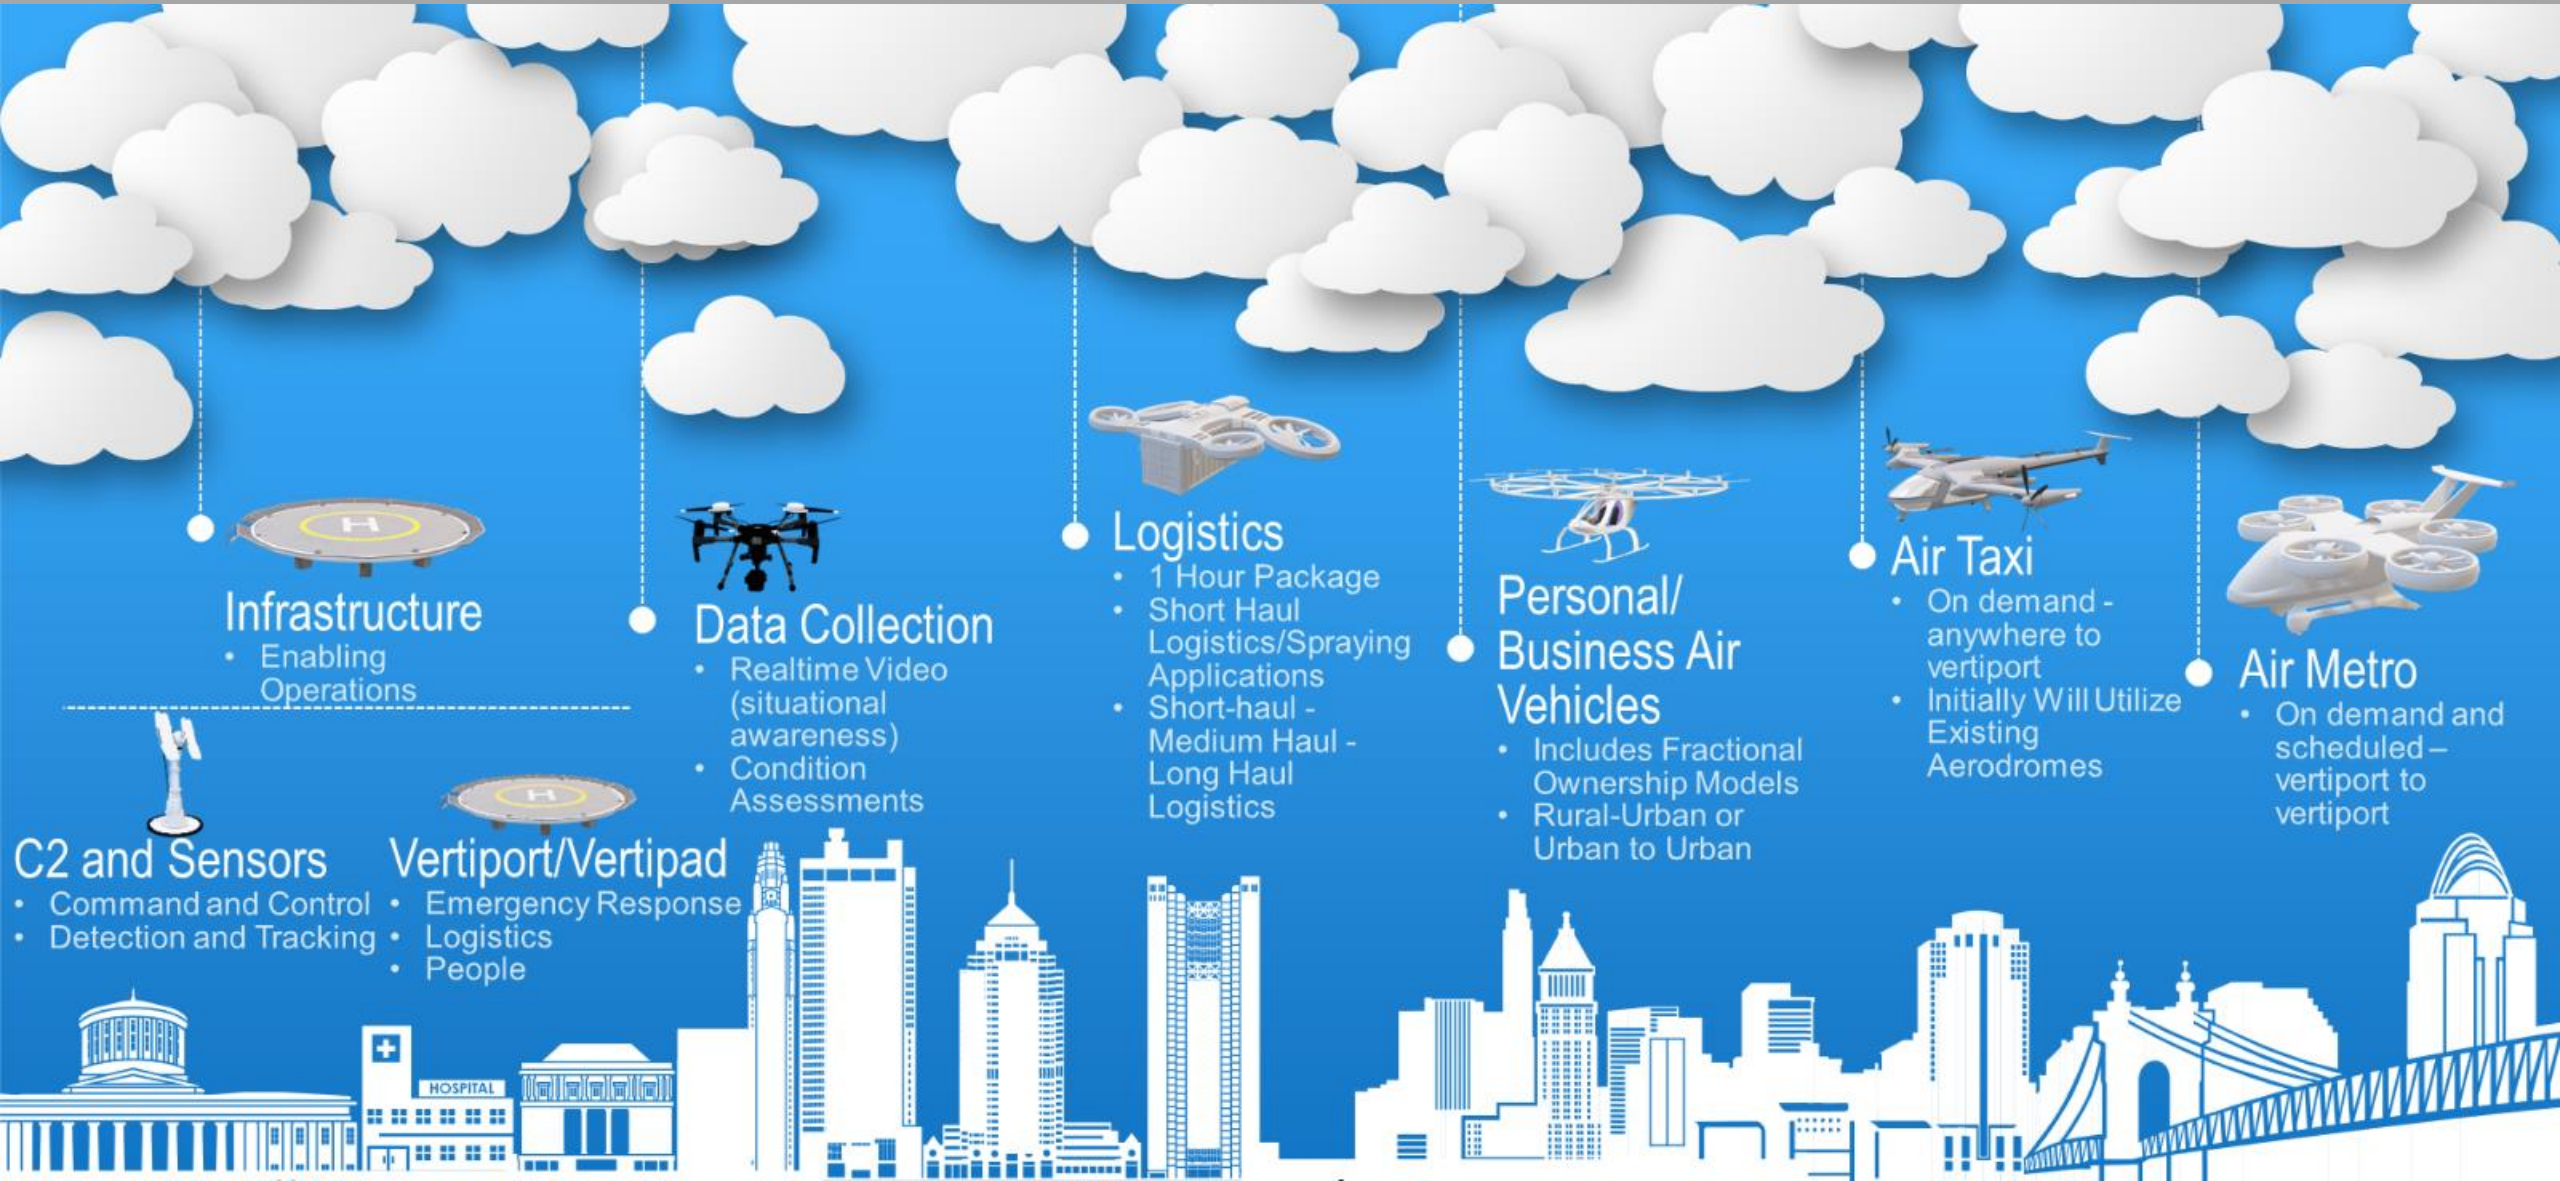 Infrastructure
• Enabling
Operations
C2 and Sensors
• Command and Control
• Detection and Tracking
Vertiport/Vertipad
• Emergency Response
• Logistics
• People
Data Collection
• Realtime Video
(situational
awareness)
• Condition
Assessments
Logistics
• 1 Hour Package
• Short Haul
Logistics/Spraying
Applications
• Short-haul -
Medium Haul -
Long Haul
Logistics
Personal/
Business Air
Vehicles
• Includes Fractional
Ownership Models
• Rural-Urban or
Urban to Urban
Air Taxi
• On demand -
anywhere to
vertiport
• Initially Will Utilize
Existing
Aerodromes
Air Metro
• On demand and
scheduled –
vertiport to
vertiport
H
H
HOSPITAL